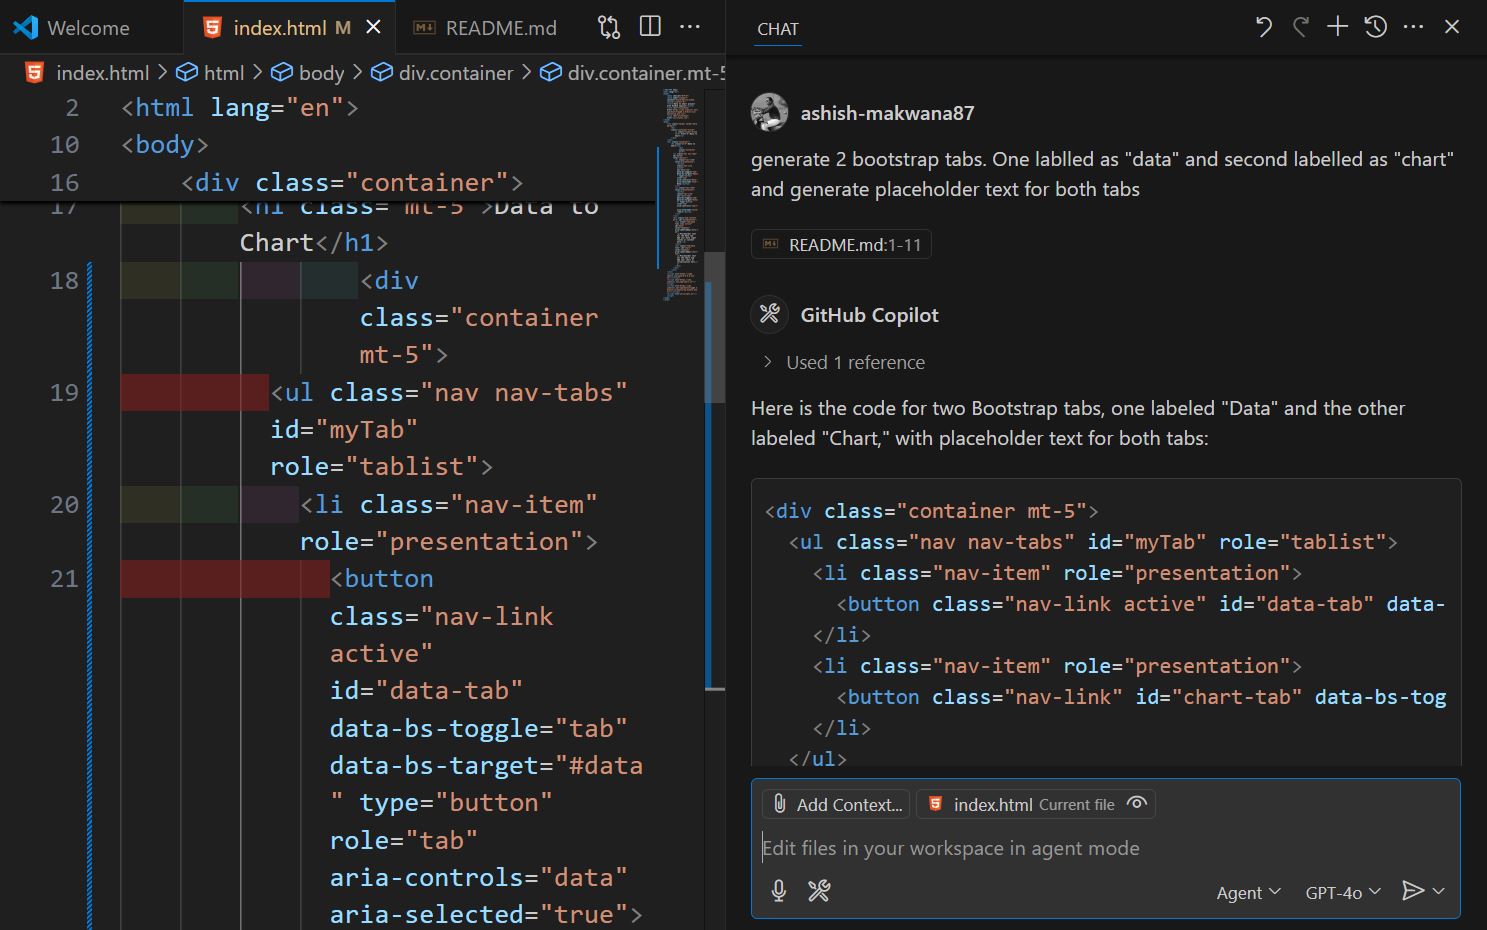 Welcome
index.html M
README.md
index.html > html > body > div.container > div.container.mt-5
2 <html lang="en">
10 <body>
16 <div class="container">
17 <h1 class="mt-5">Data to
Chart</h1>
18 <div
class="container
mt-5">
19 <ul class="nav nav-tabs"
id="myTab"
role="tablist">
20 <li class="nav-item"
role="presentation">
21 <button
class="nav-link
active"
id="data-tab"
data-bs-toggle="tab"
data-bs-target="#data
" type="button"
role="tab"
aria-controls="data"
aria-selected="true">
CHAT
ashish-makwana87
generate 2 bootstrap tabs. One lablled as "data" and second labelled as "chart"
and generate placeholder text for both tabs
README.md:1-11
GitHub Copilot
> Used 1 reference
Here is the code for two Bootstrap tabs, one labeled "Data" and the other
labeled "Chart," with placeholder text for both tabs:
<div class="container mt-5">
<ul class="nav nav-tabs" id="myTab" role="tablist">
<li class="nav-item" role="presentation">
<button class="nav-link active" id="data-tab" data-
</li>
<li class="nav-item" role="presentation">
<button class="nav-link" id="chart-tab" data-bs-tog
</li>
</ul>
Add Context...
index.html Current file
Edit files in your workspace in agent mode
Agent
GPT-4o